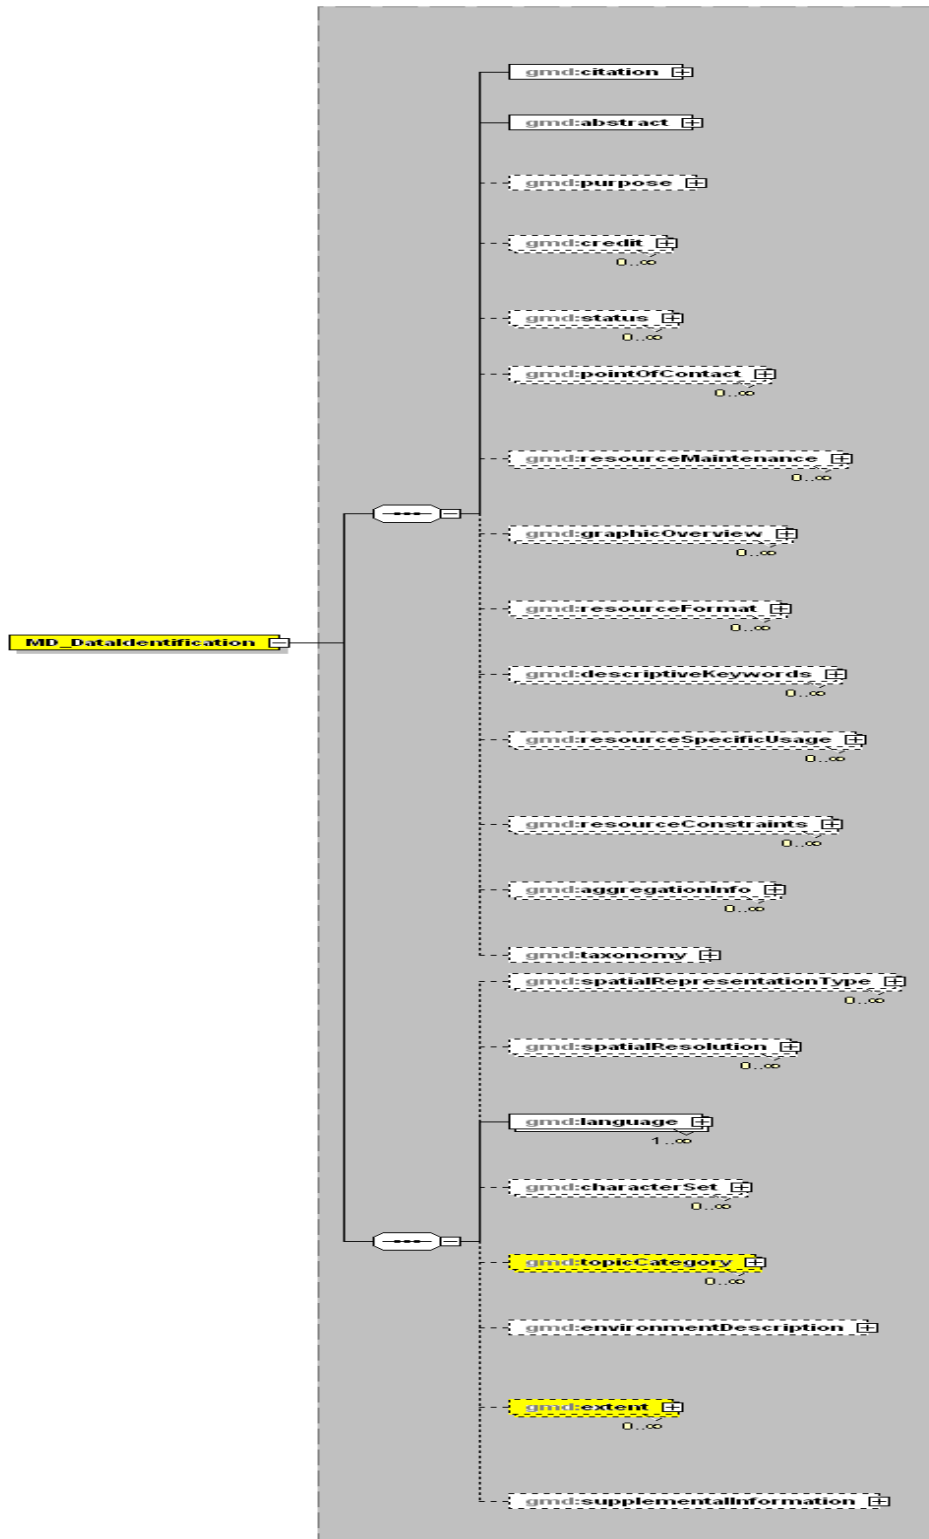 gmd:citation
gmd:abstract
gmd:purpose
gmd:credit
0..∞
gmd:status
0..∞
gmd:pointOfContact
0..∞
gmd:resourceMaintenance
0..∞
gmd:graphicOverview
0..∞
gmd:resourceFormat
0..∞
MD_DataIdentification
gmd:descriptiveKeywords
0..∞
gmd:resourceSpecificUsage
0..∞
gmd:resourceConstraints
0..∞
gmd:aggregationInfo
0..∞
gmd:taxonomy
gmd:spatialRepresentationType
0..∞
gmd:spatialResolution
0..∞
gmd:language
1..∞
gmd:characterSet
0..∞
gmd:topicCategory
0..∞
gmd:environmentDescription
gmd:extent
0..∞
gmd:supplementalInformation